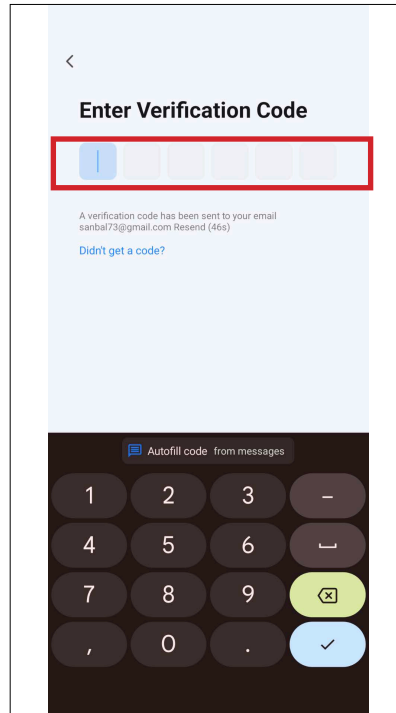 Enter Verification Code
A verification code has been sent to your email
sanbal73@gmail.com Resend (46s)
Didn't get a code?
Autofill code from messages
1 2 3 –
4 5 6
7 8 9
, 0 .